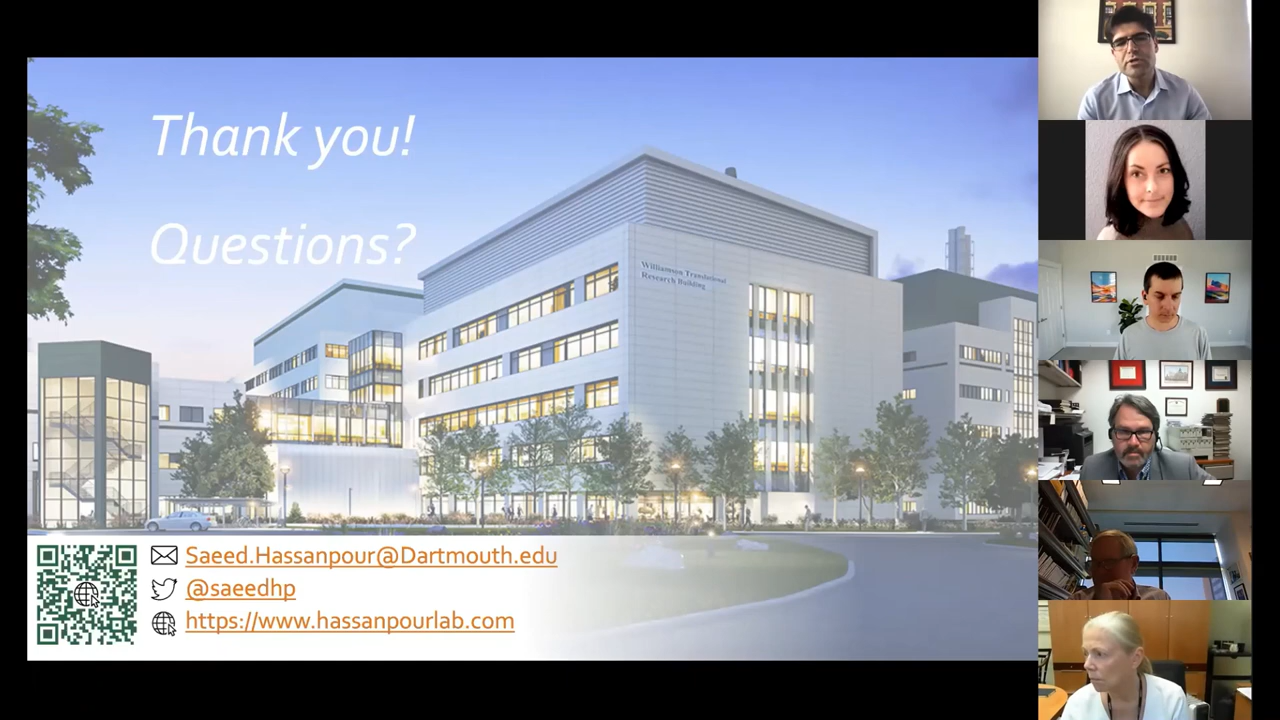 Thank you!
Questions?
Williamson Translational
Research Building
Saeed.Hassanpour@Dartmouth.edu
@saeedhp
https://www.hassanpourlab.com